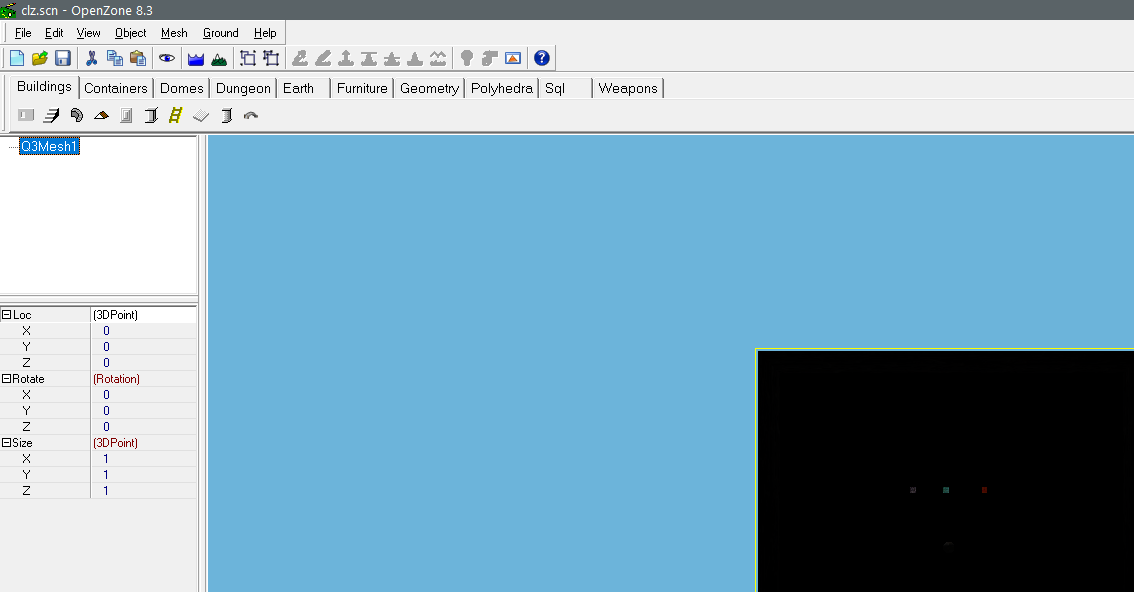 clz.scn - OpenZone 8.3
File Edit View Object Mesh Ground Help
Buildings Containers Domes Dungeon Earth Furniture Geometry Polyhedra Sql Weapons
Q3Mesh1
Loc (3DPoint)
X 0
Y 0
Z 0
Rotate (Rotation)
X 0
Y 0
Z 0
Size (3DPoint)
X 1
Y 1
Z 1